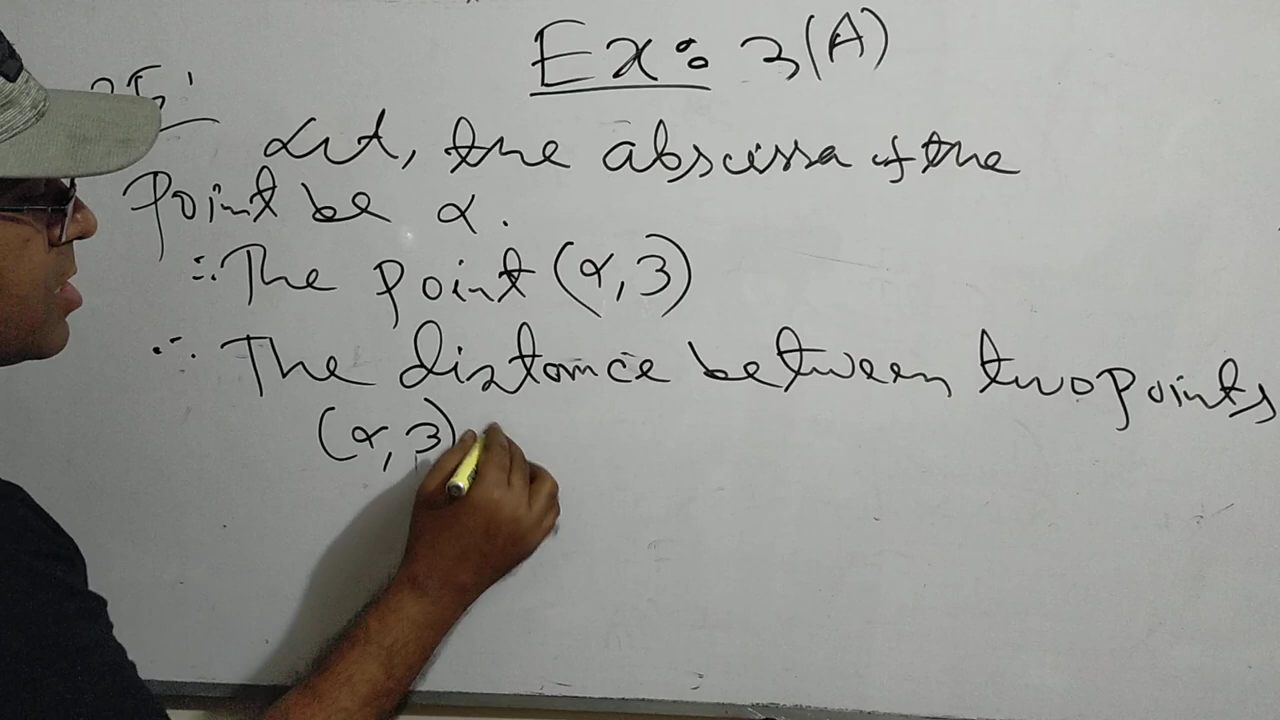 Ex: 3(A)
Let, the abscissa of the
Point be α.
∴ The point (α, 3)
∴ The distance between two points
(α, 3)